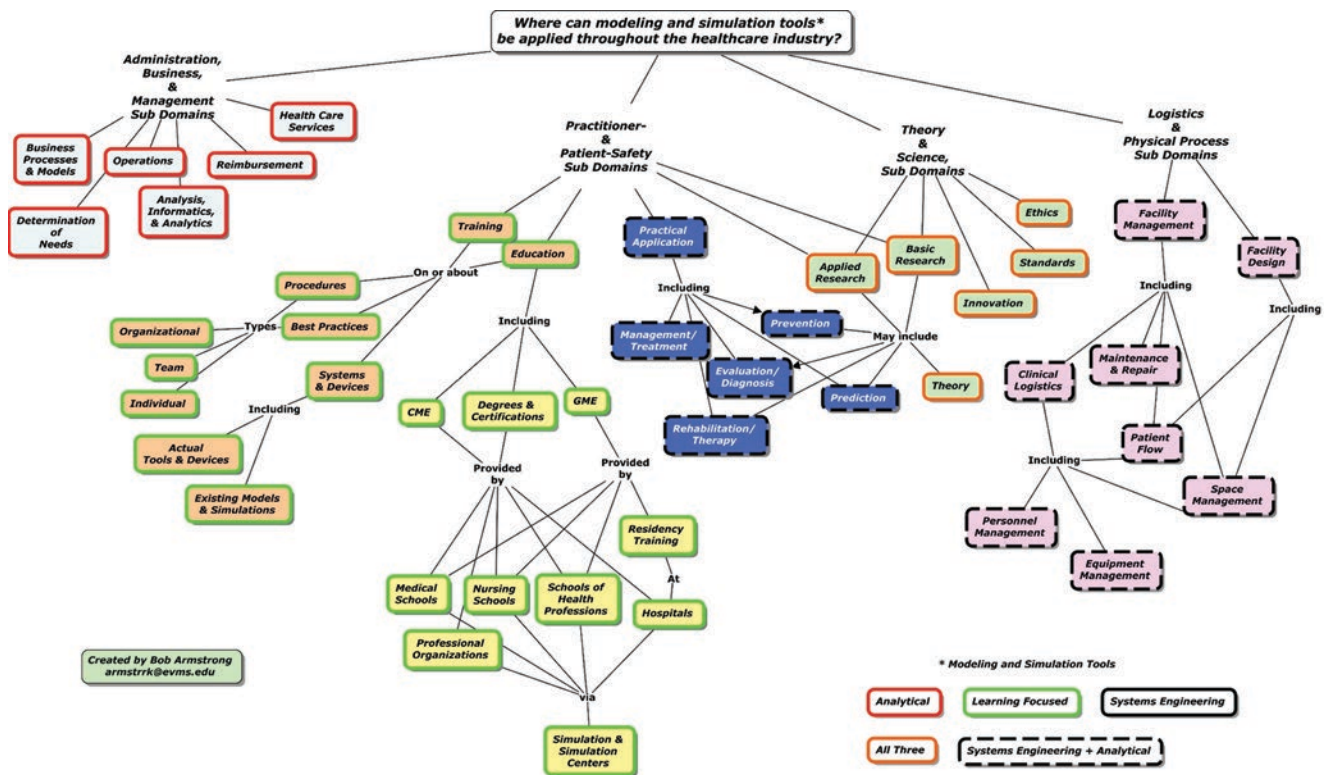 Where can modeling and simulation tools*
be applied throughout the healthcare industry?
Administration,
Business,
&
Management
Sub Domains
Health Care
Services
Business
Processes
& Models
Operations
Reimbursement
Analysis,
Informatics,
& Analytics
Determination
of
Needs
Practitioner-
&
Patient-Safety
Sub Domains
Theory
&
Science,
Sub Domains
Logistics
&
Physical Process
Sub Domains
Training
Education
On or about
Procedures
Organizational
Types
Best Practices
Team
Individual
Systems
& Devices
Including
Actual
Tools & Devices
Existing Models
& Simulations
Including
CME
Degrees &
Certifications
GME
Provided
by
Provided
by
Residency
Training
At
Medical
Schools
Nursing
Schools
Schools of
Health
Professions
Hospitals
Professional
Organizations
via
Simulation &
Simulation
Centers
Practical
Application
Including
Management/
Treatment
Prevention
Evaluation/
Diagnosis
Prediction
Rehabilitation/
Therapy
Applied
Research
Basic
Research
Ethics
Standards
Innovation
May include
Theory
Facility
Management
Facility
Design
Including
Including
Clinical
Logistics
Maintenance
& Repair
Patient
Flow
Including
Space
Management
Personnel
Management
Equipment
Management
Created by Bob Armstrong
armstrrk@evms.edu
* Modeling and Simulation Tools
Analytical
Learning Focused
Systems Engineering
All Three
Systems Engineering + Analytical